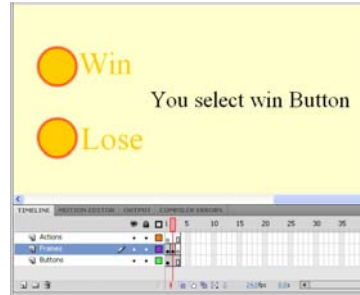 Win
You select win Button
Lose
TIMELINE MOTION EDITOR OUTPUT COMPILER ERRORS
1 5 10 15 20 25 30 35
Actions
Frames
Buttons